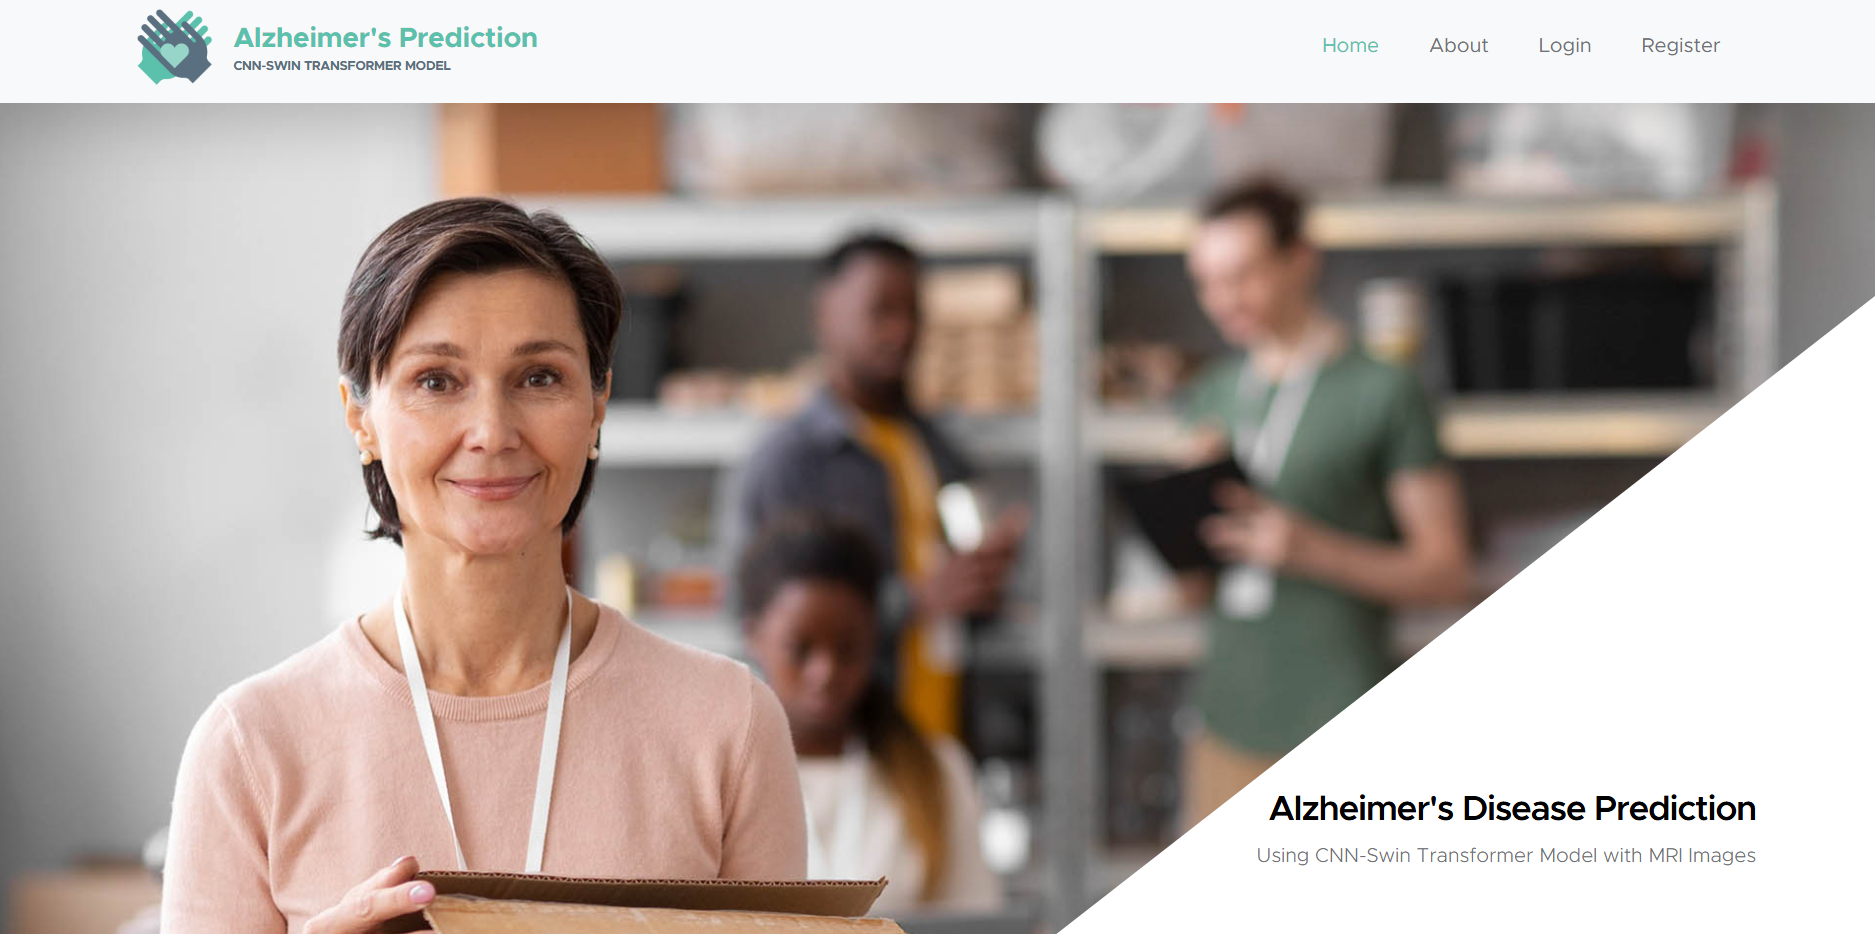 Alzheimer's Prediction
CNN-SWIN TRANSFORMER MODEL
Home About Login Register
Alzheimer's Disease Prediction
Using CNN-Swin Transformer Model with MRI Images